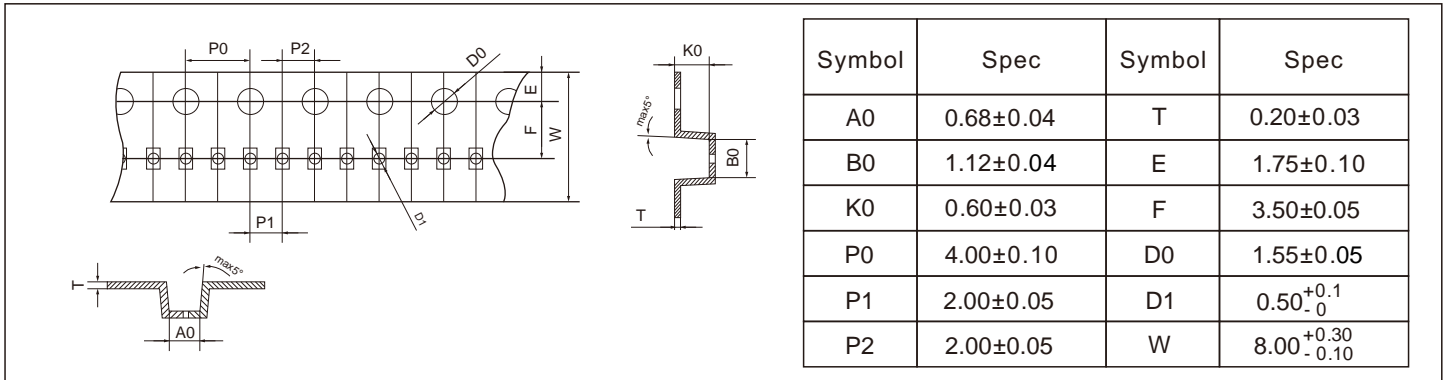 P0 P2 D0
E
F
W
P1
D1
T
max5°
A0
K0
max5°
B0
T
Symbol Spec Symbol Spec
A0 0.68±0.04 T 0.20±0.03
B0 1.12±0.04 E 1.75±0.10
K0 0.60±0.03 F 3.50±0.05
P0 4.00±0.10 D0 1.55±0.05
P1 2.00±0.05 D1 0.50 +0.1 - 0
P2 2.00±0.05 W 8.00 +0.30 - 0.10